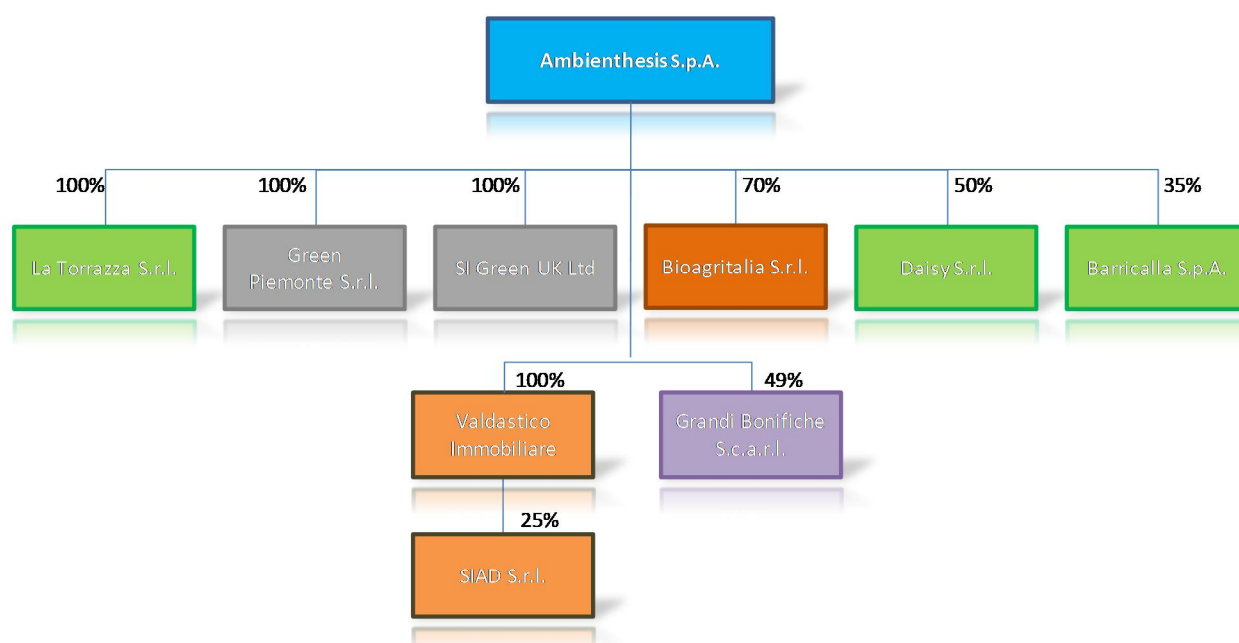 Ambienthesis S.p.A.
100%
100%
100%
70%
50%
35%
La Torrazza S.r.l.
Green
Piemonte S.r.l.
SI Green UK Ltd
Bioagritalia S.r.l.
Daisy S.r.l.
Barricalla S.p.A.
100%
49%
Valdastico
Immobiliare
Grandi Bonifiche
S.c.a.r.l.
25%
SIAD S.r.l.